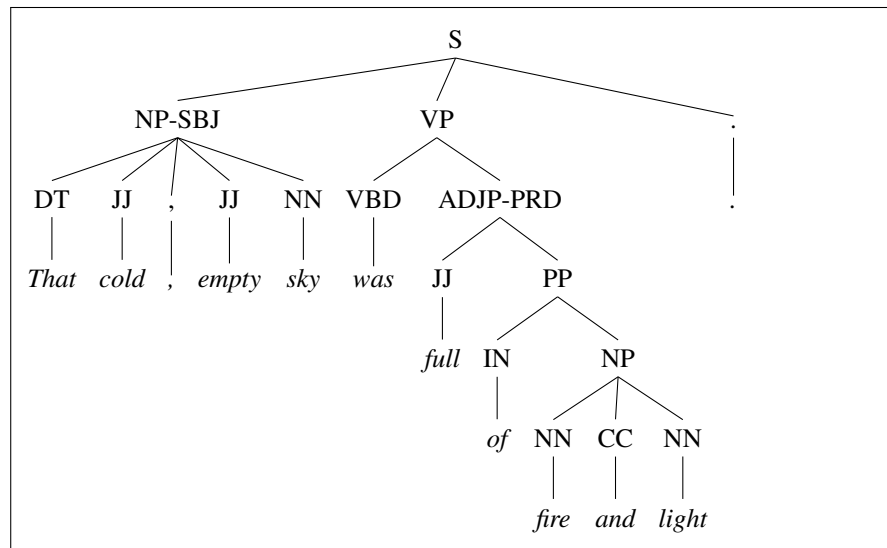 S
NP-SBJ VP .
DT JJ , JJ NN VBD ADJP-PRD .
That cold , empty sky was JJ PP
full IN NP
of NN CC NN
fire and light